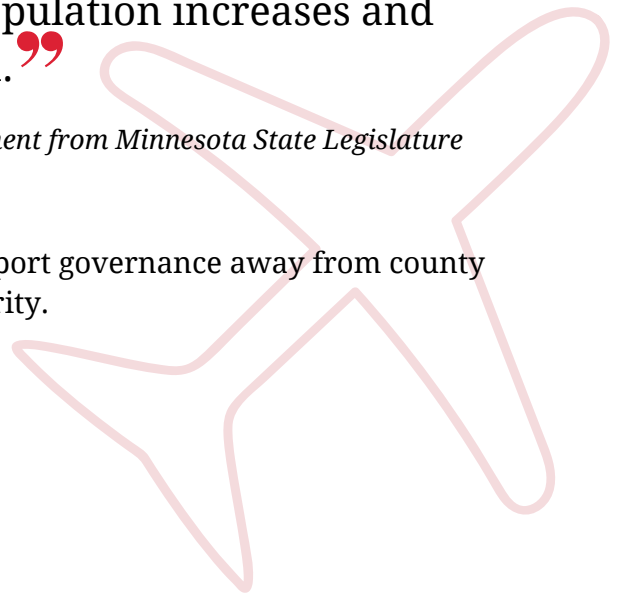 pulation increases and
.”
ent from Minnesota State Legislature
port governance away from county
rity.